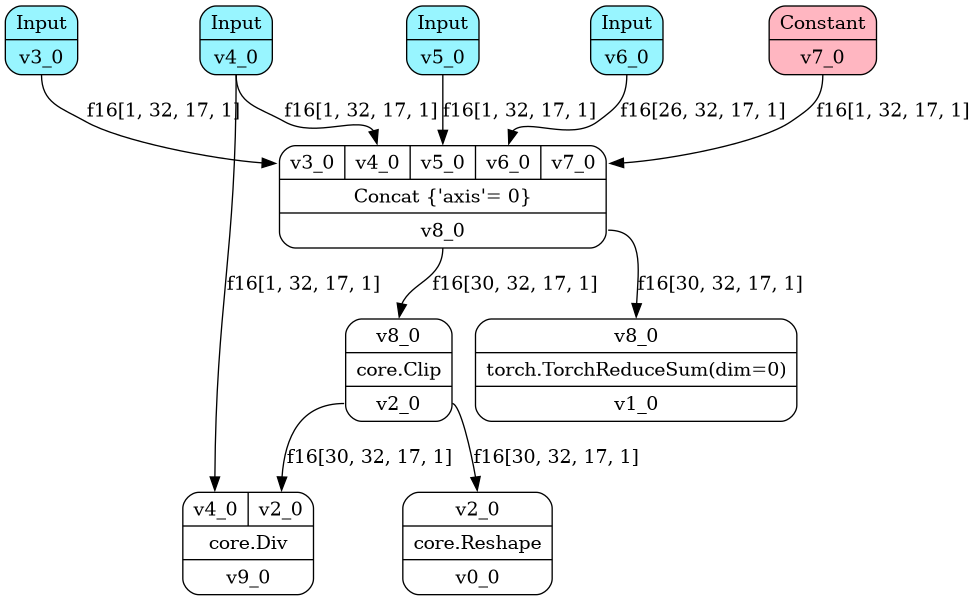 Input
v3_0
Input
v4_0
Input
v5_0
Input
v6_0
Constant
v7_0
f16[1, 32, 17, 1]
f16[1, 32, 17, 1]
f16[1, 32, 17, 1]
f16[26, 32, 17, 1]
f16[1, 32, 17, 1]
v3_0 v4_0 v5_0 v6_0 v7_0
Concat {'axis'= 0}
v8_0
f16[1, 32, 17, 1]
f16[30, 32, 17, 1]
f16[30, 32, 17, 1]
v8_0
core.Clip
v2_0
v8_0
torch.TorchReduceSum(dim=0)
v1_0
f16[30, 32, 17, 1]
f16[30, 32, 17, 1]
v4_0 v2_0
core.Div
v9_0
v2_0
core.Reshape
v0_0